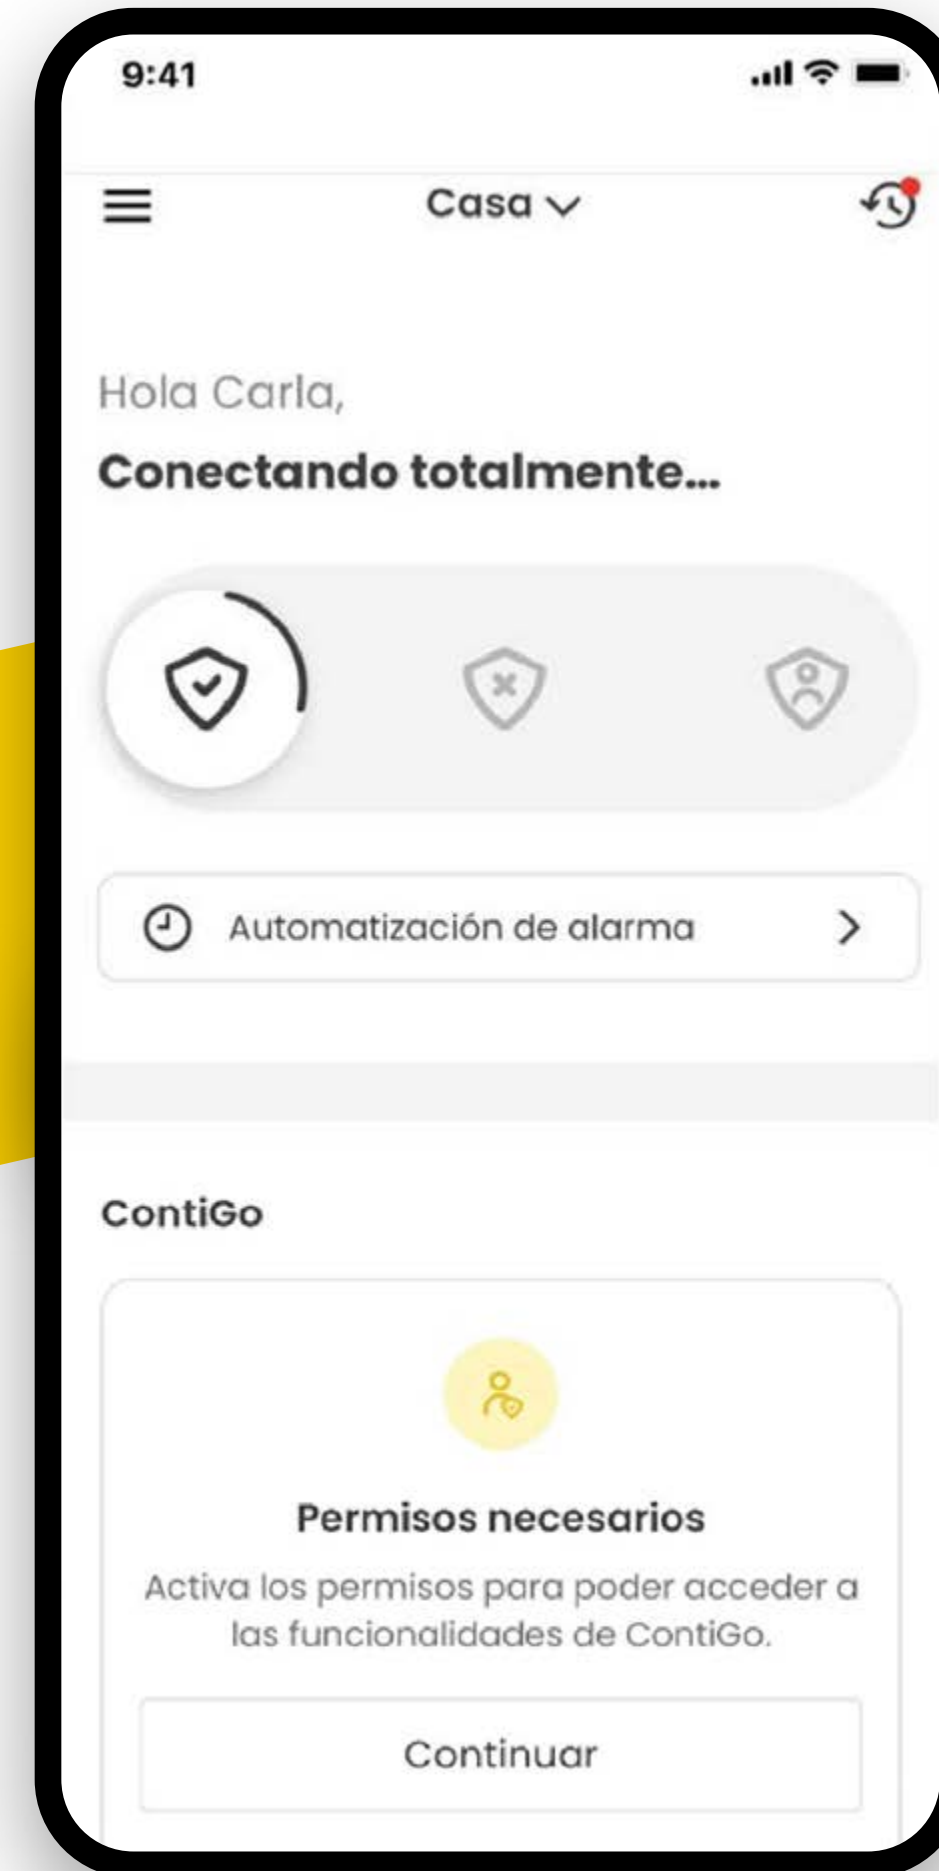 9:41
Casa
Hola Carla,
Conectando totalmente...
Automatización de alarma
ContiGo
Permisos necesarios
Activa los permisos para poder acceder a
las funcionalidades de ContiGo.
Continuar